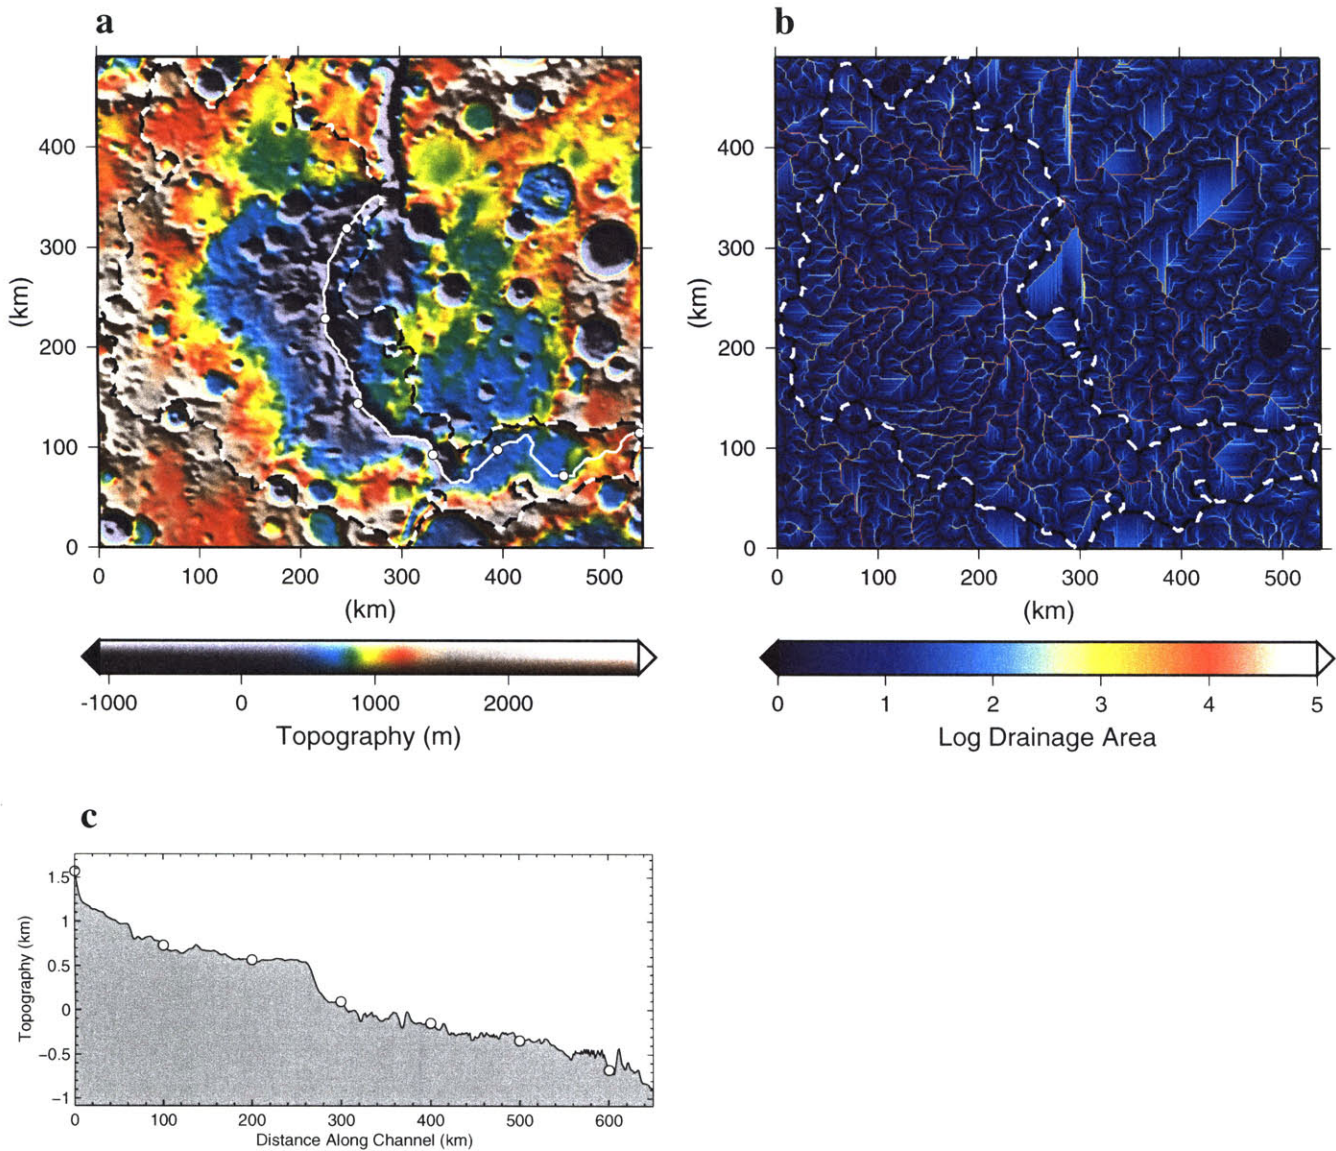 a
b
400
300
200
100
0
(km)
0 100 200 300 400 500
(km)
-1000 0 1000 2000
Topography (m)
400
300
200
100
0
(km)
0 100 200 300 400 500
(km)
0 1 2 3 4 5
Log Drainage Area
c
1.5
1
0.5
0
−0.5
−1
Topography (km)
0 100 200 300 400 500 600
Distance Along Channel (km)